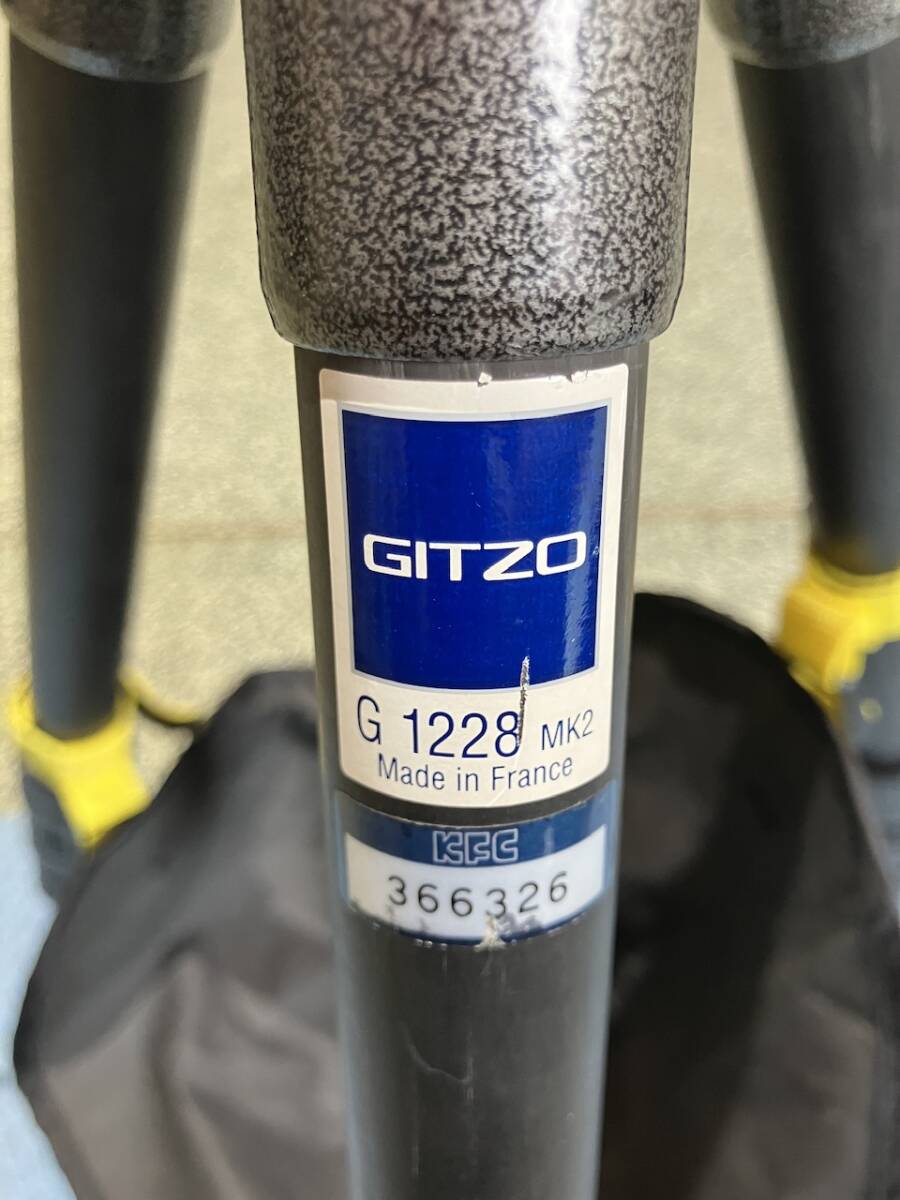 GITZO
G 1228 MK2
Made in France
KFC
366326